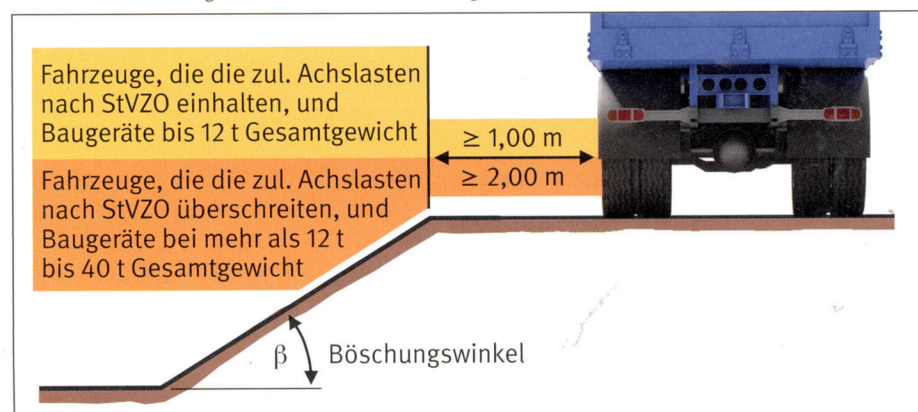 Fahrzeuge, die die zul. Achslasten
nach StVZO einhalten, und
Baugeräte bis 12 t Gesamtgewicht
≥ 1,00 m
≥ 2,00 m
Fahrzeuge, die die zul. Achslasten
nach StVZO überschreiten, und
Baugeräte bei mehr als 12 t
bis 40 t Gesamtgewicht
β Böschungswinkel